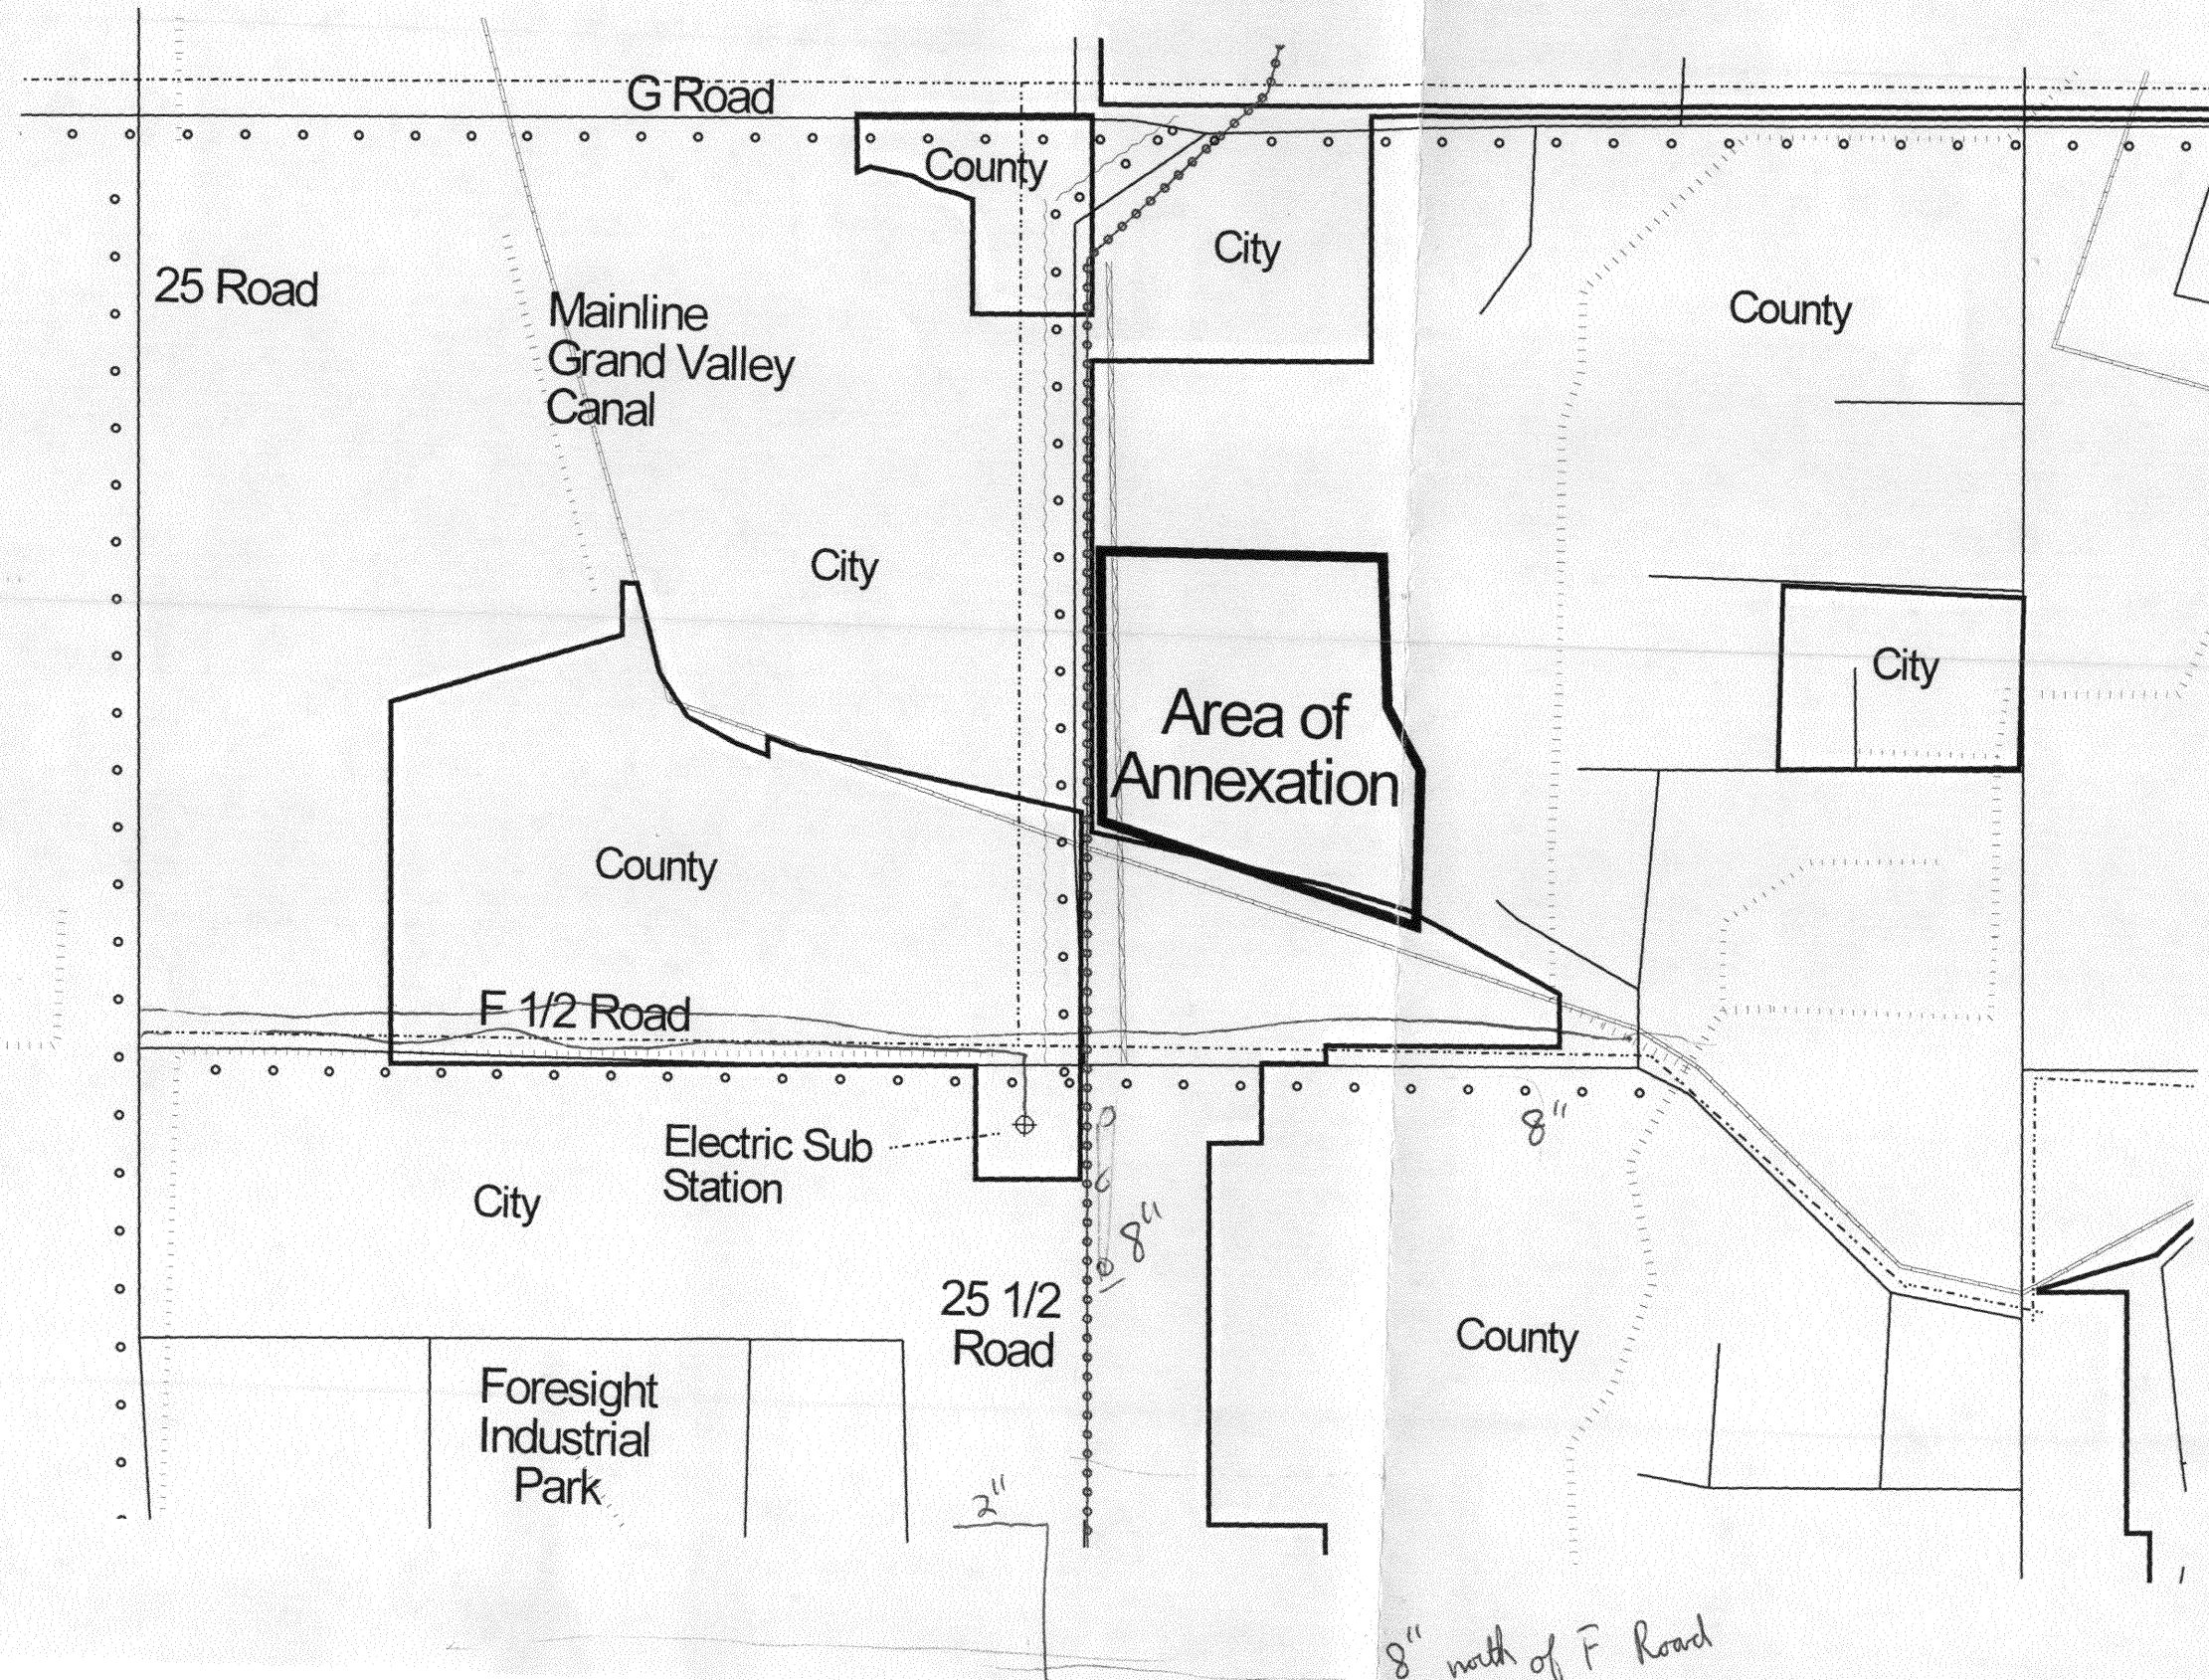 G Road
County
City
25 Road
Mainline
Grand Valley
Canal
County
City
City
Area of
Annexation
County
F 1/2 Road
8"
Electric Sub
Station
City
8"
25 1/2
Road
County
Foresight
Industrial
Park
2"
8" north of F Road